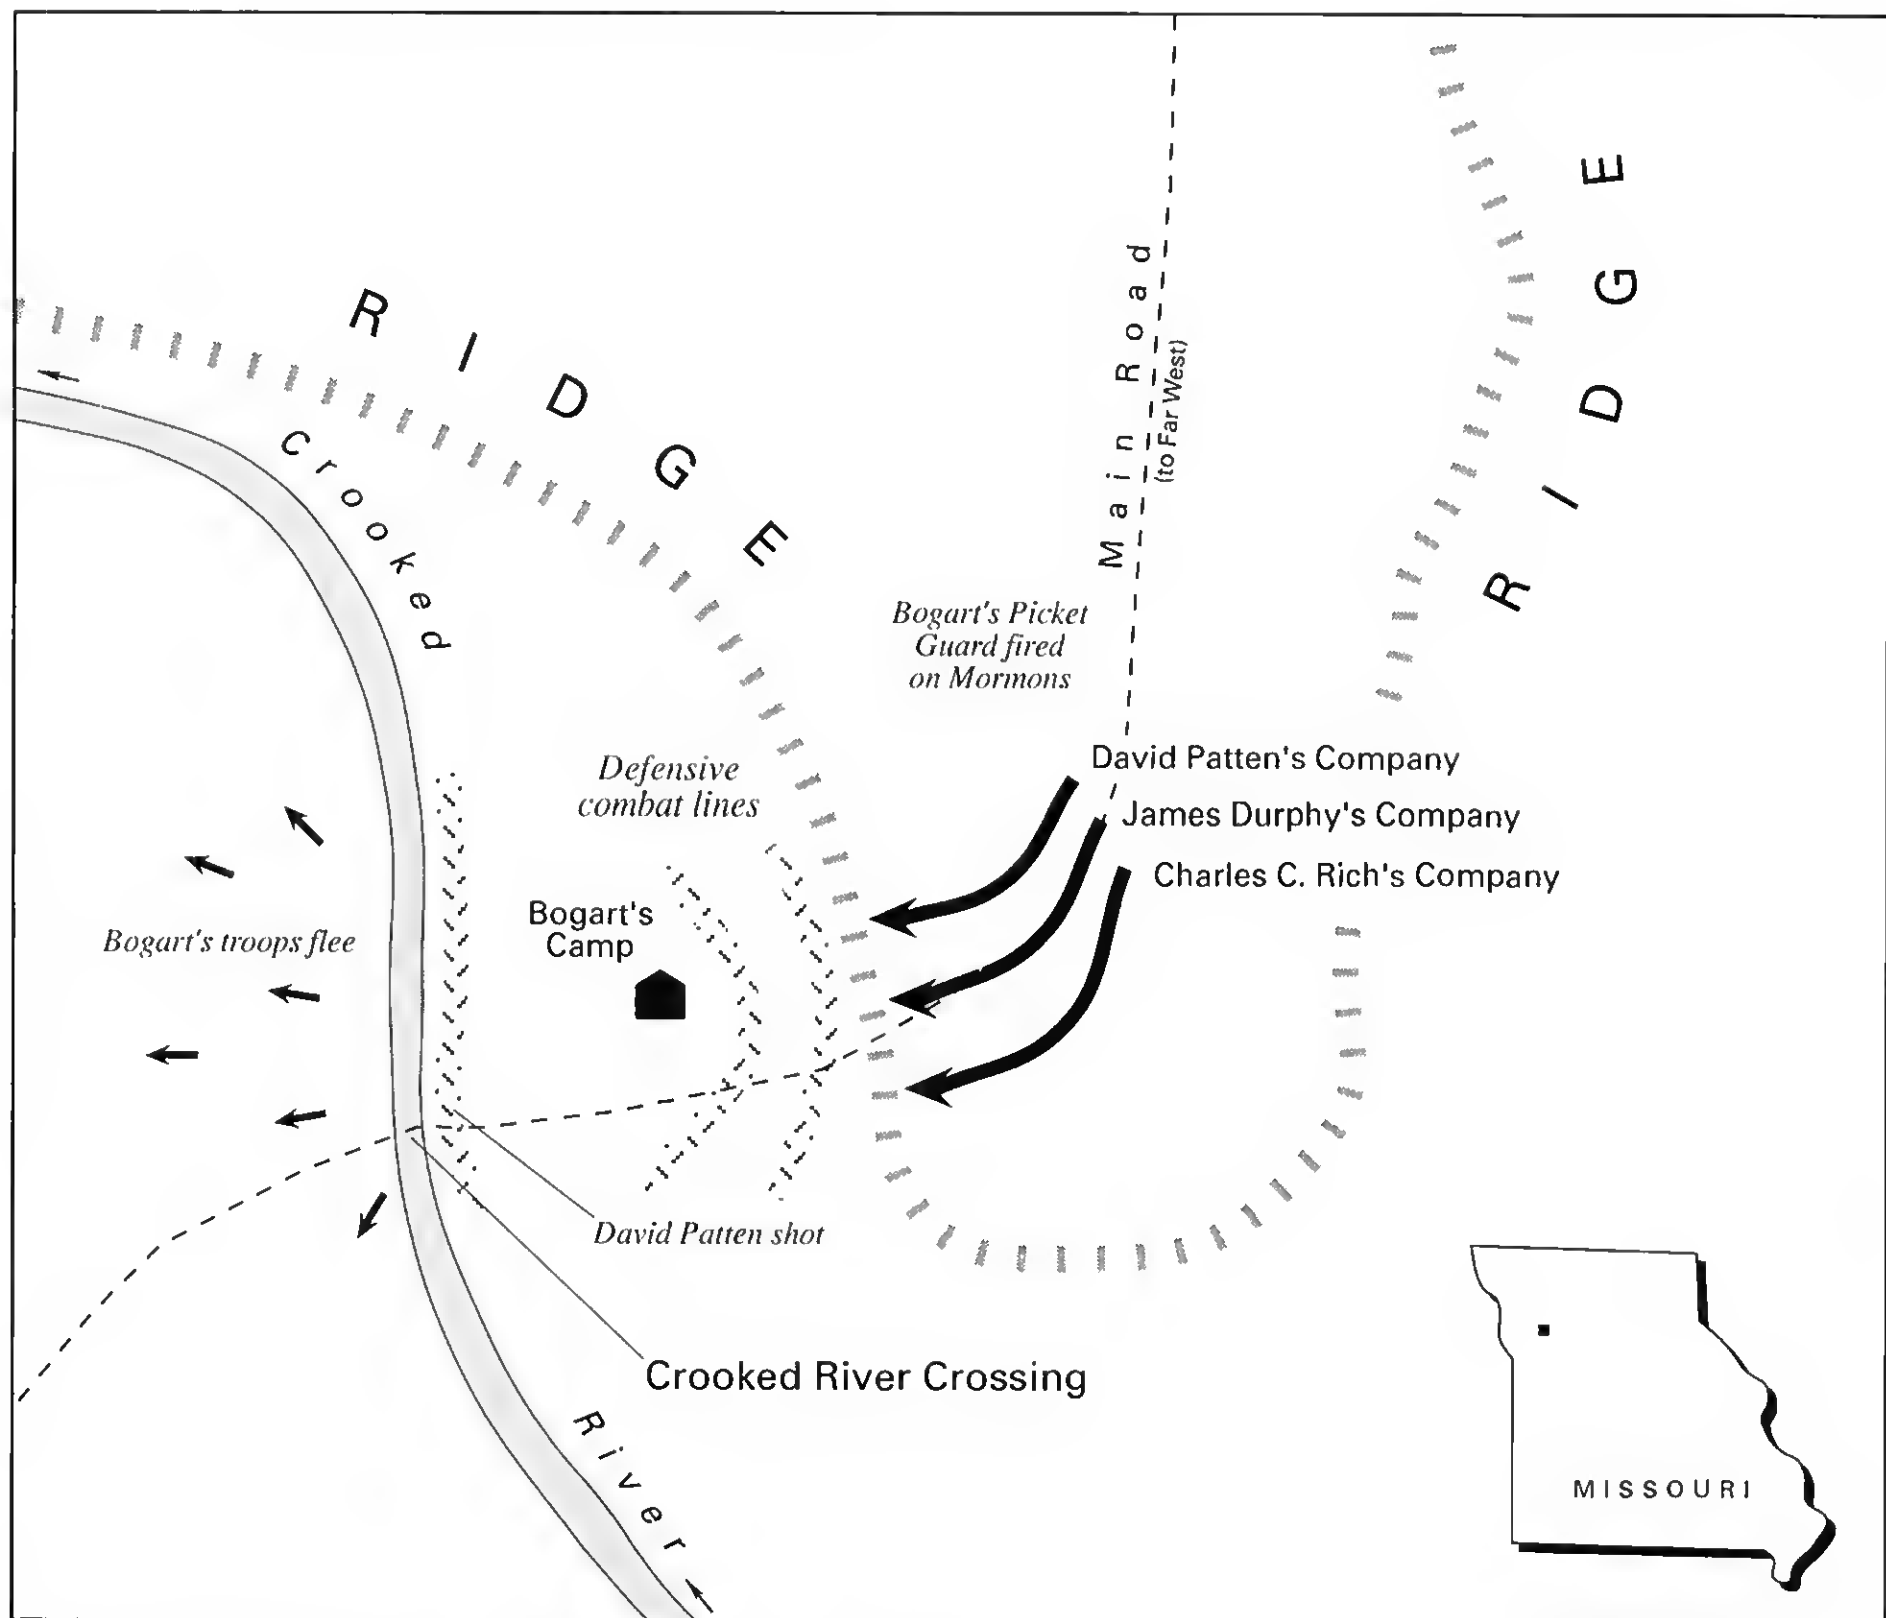 RIDGE
RIDGE
Main Road
(to Far West)
Crooked
Bogart's Picket
Guard fired
on Mormons
Defensive
combat lines
David Patten's Company
James Durphy's Company
Charles C. Rich's Company
Bogart's
Camp
Bogart's troops flee
David Patten shot
Crooked River Crossing
River
MISSOURI